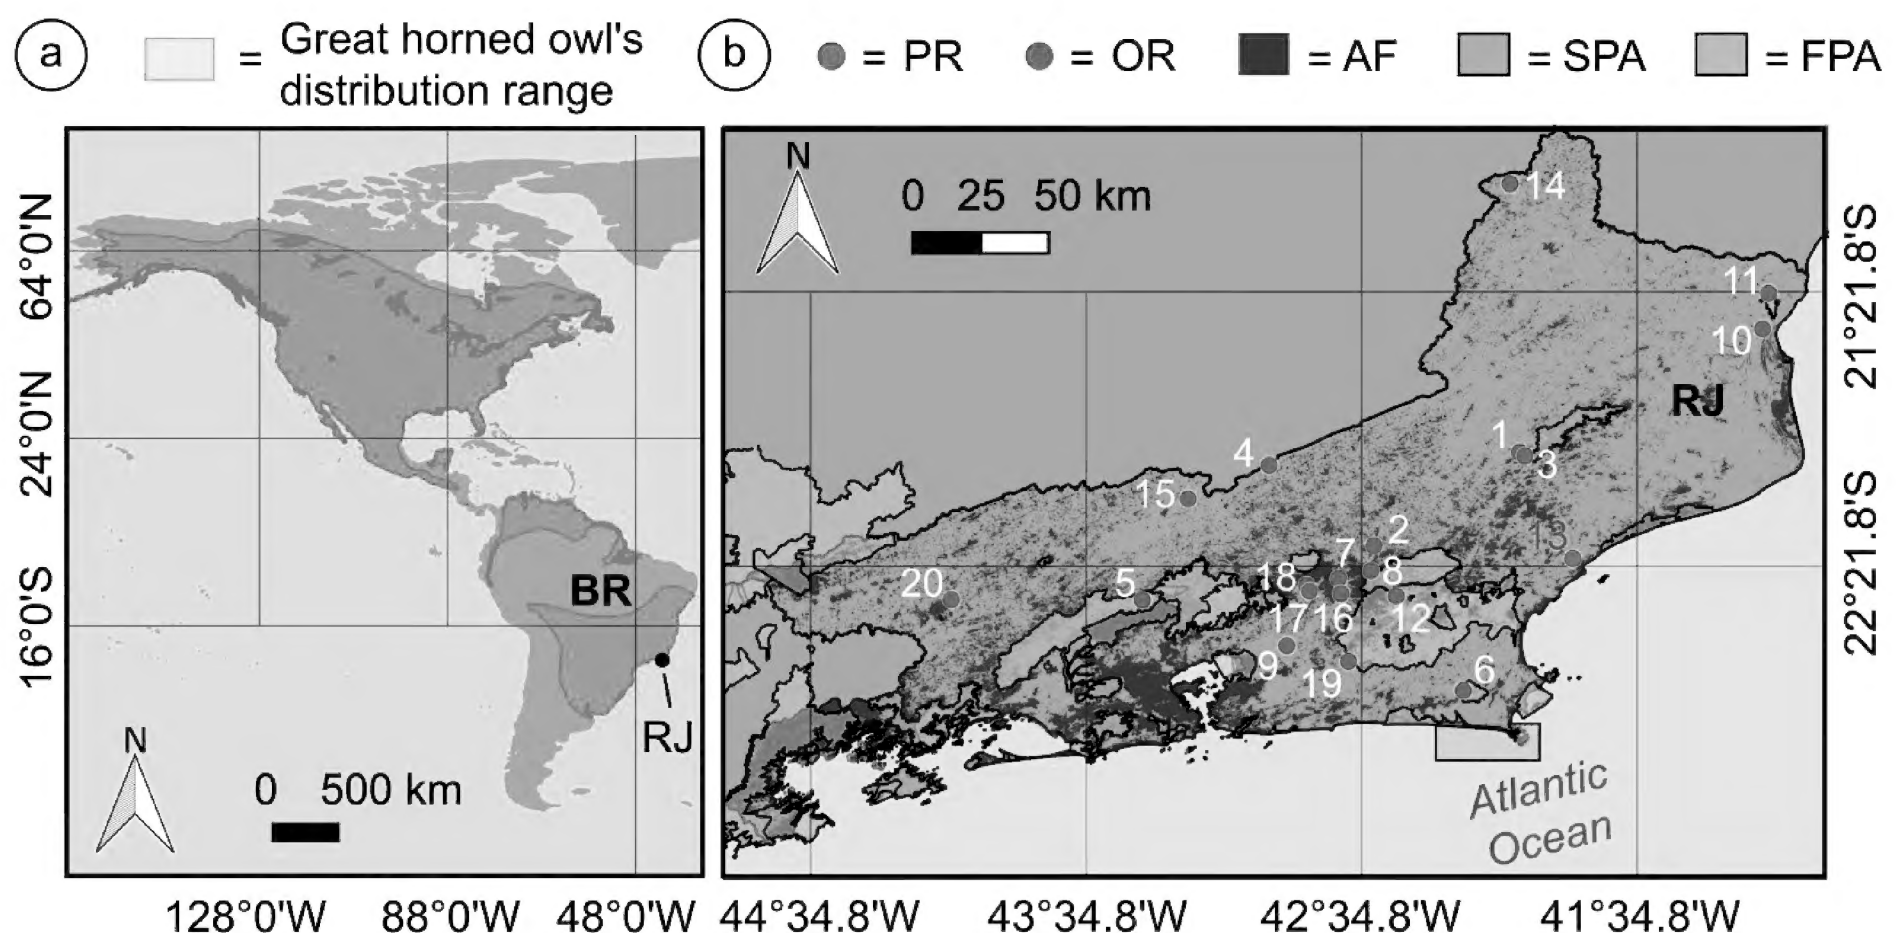 a
= Great horned owl's
distribution range
b
= PR
= OR
= AF
= SPA
= FPA
64°0'N
24°0'N
16°0'S
BR
RJ
N
0 500 km
128°0'W 88°0'W 48°0'W
N
0 25 50 km
14
11
10
RJ
1
3
4
15
13
2
7
8
18
20
5
17 16 12
9
19
6
Atlantic
Ocean
21°21.8'S
22°21.8'S
44°34.8'W 43°34.8'W 42°34.8'W 41°34.8'W